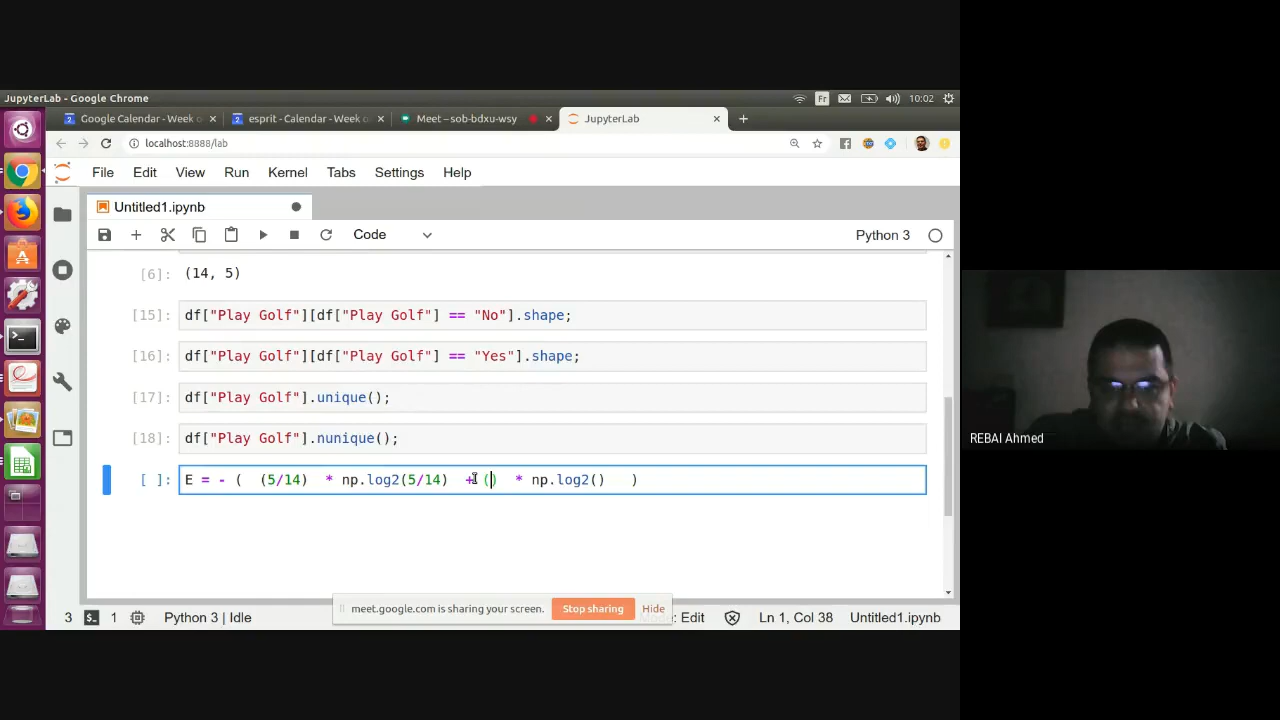 JupyterLab - Google Chrome
Fr
10:02
Google Calendar - Week o
esprit - Calendar - Week o
Meet – sob-bdxu-wsy
JupyterLab
localhost:8888/lab
File Edit View Run Kernel Tabs Settings Help
Untitled1.ipynb
Code
Python 3
[6]: (14, 5)
[15]: df["Play Golf"][df["Play Golf"] == "No"].shape;
[16]: df["Play Golf"][df["Play Golf"] == "Yes"].shape;
[17]: df["Play Golf"].unique();
[18]: df["Play Golf"].nunique();
[ ]: E = - ( (5/14) * np.log2(5/14) + () * np.log2() )
REBAI Ahmed
meet.google.com is sharing your screen. Stop sharing Hide
3 1 Python 3 | Idle Mode: Edit Ln 1, Col 38 Untitled1.ipynb